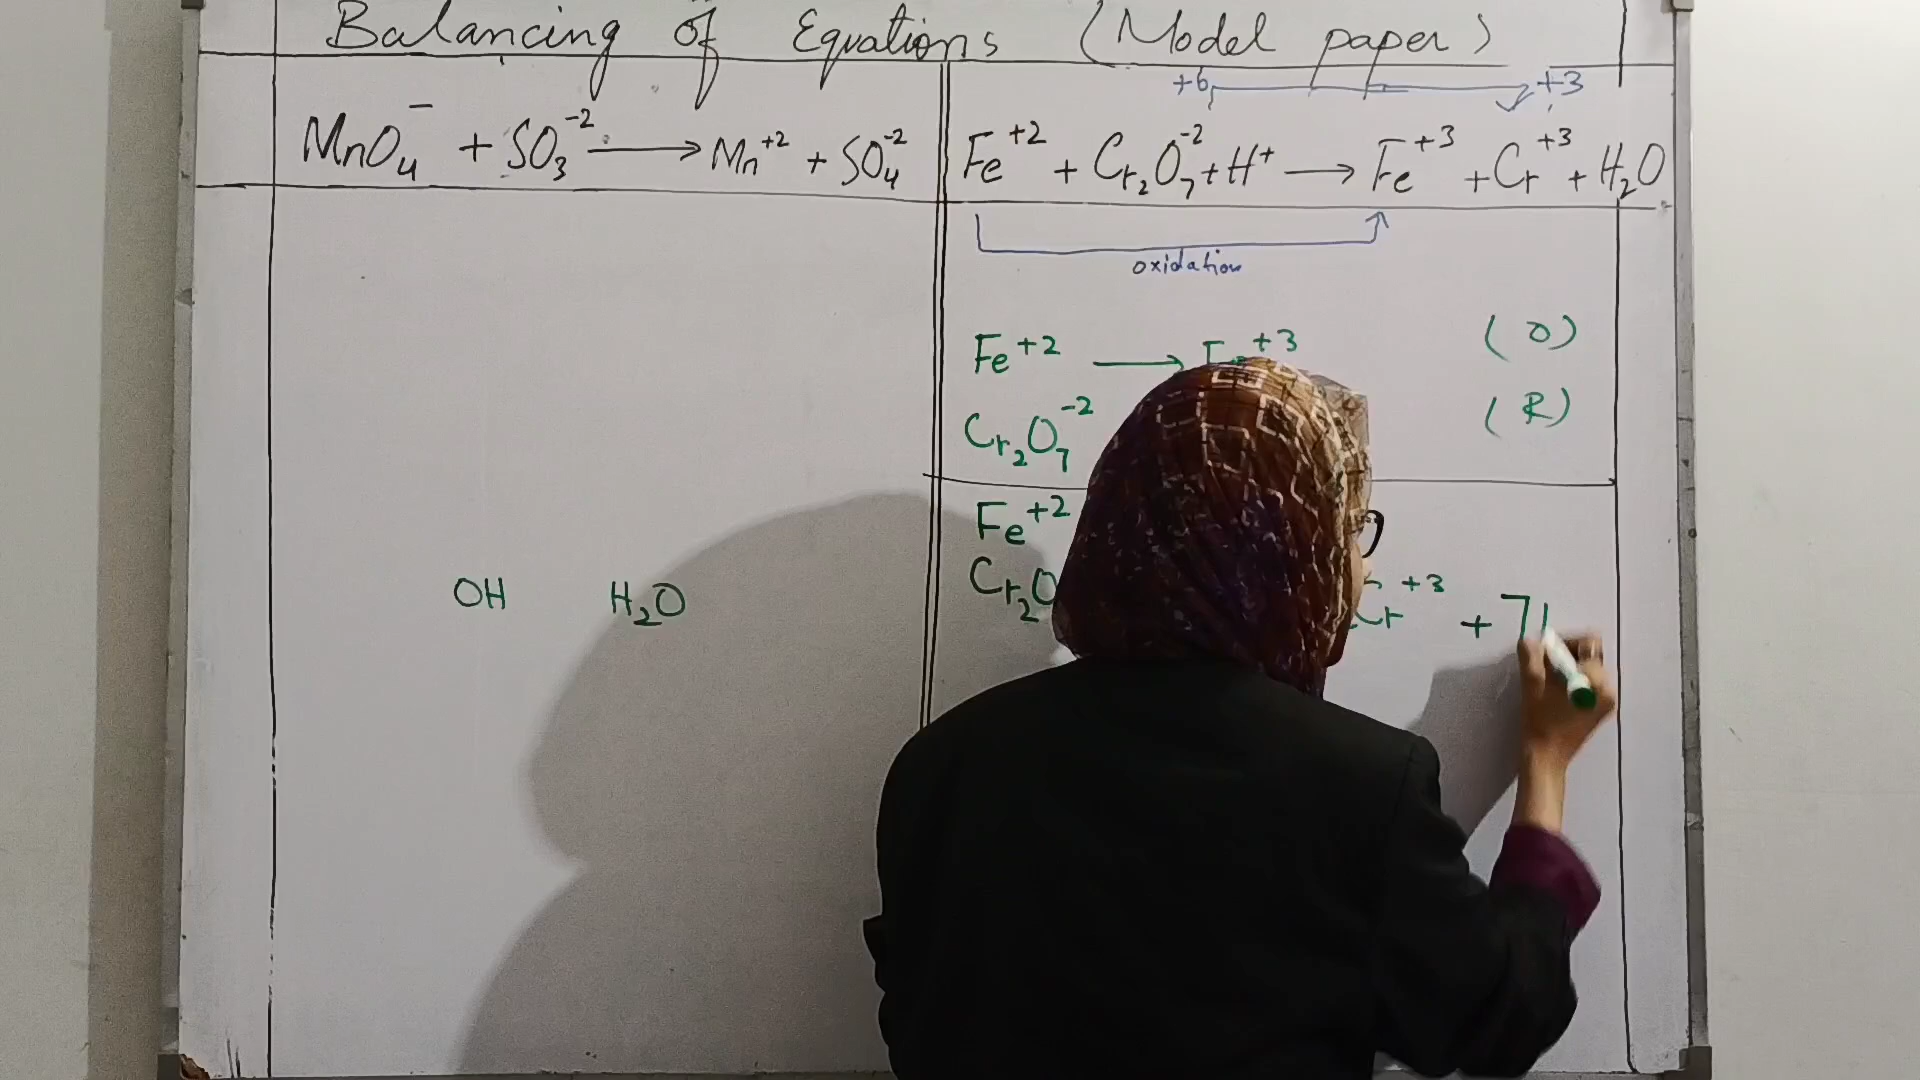 Balancing of Equations (Model paper)
+6 +3
MnO₄⁻ + SO₃⁻² ⟶ Mn⁺² + SO₄⁻²
Fe⁺² + Cr₂O₇⁻² + H⁺ ⟶ Fe⁺³ + Cr⁺³ + H₂O
oxidation
Fe⁺² ⟶ ⁺³ (O)
Cr₂O₇⁻² (R)
Fe⁺²
Cr₂O Cr⁺³ + 7
OH H₂O